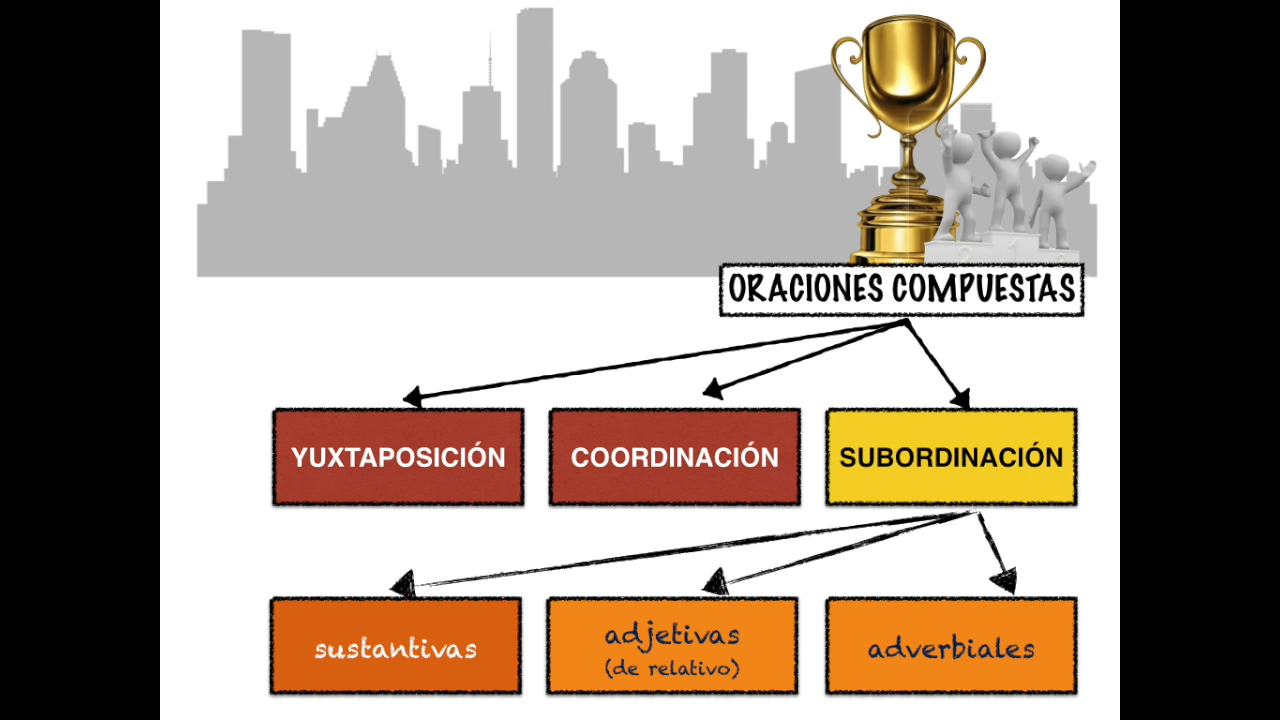 ORACIONES COMPUESTAS
YUXTAPOSICIÓN
COORDINACIÓN
SUBORDINACIÓN
sustantivas
adjetivas
(de relativo)
adverbiales